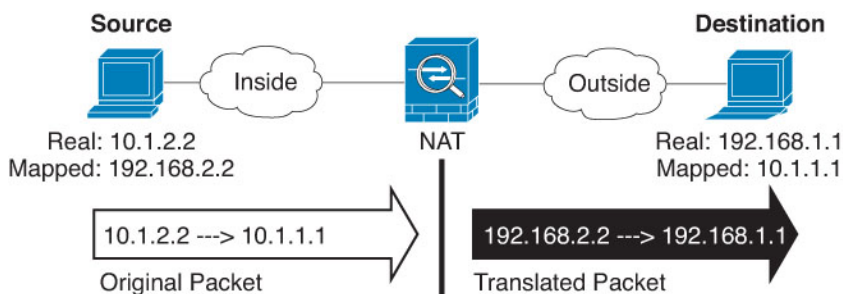 Source
Destination
Inside
Outside
Real: 10.1.2.2
Mapped: 192.168.2.2
NAT
Real: 192.168.1.1
Mapped: 10.1.1.1
10.1.2.2 ---> 10.1.1.1
192.168.2.2 ---> 192.168.1.1
Original Packet
Translated Packet